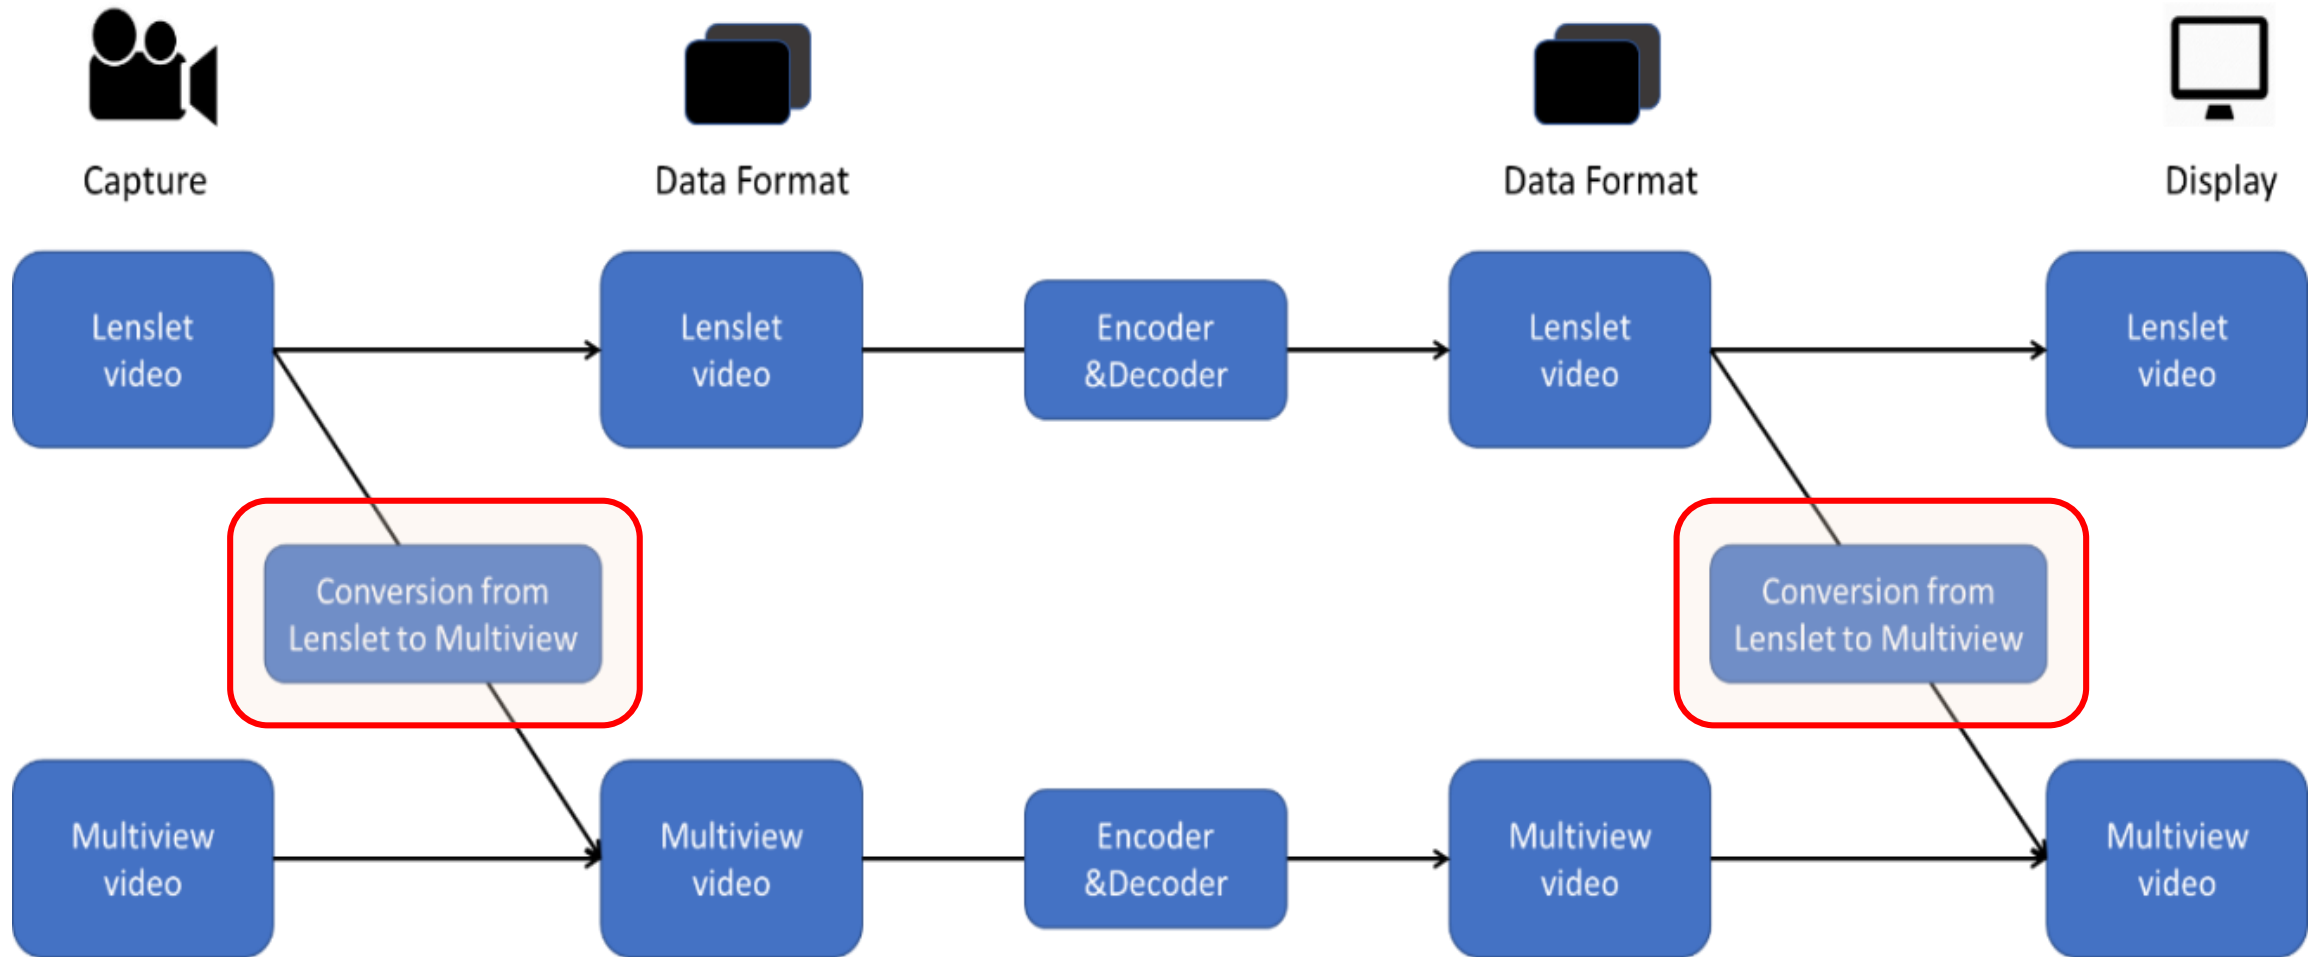 Capture
Data Format
Data Format
Display
Lenslet
video
Lenslet
video
Encoder
&Decoder
Lenslet
video
Lenslet
video
Conversion from
Lenslet to Multiview
Conversion from
Lenslet to Multiview
Multiview
video
Multiview
video
Encoder
&Decoder
Multiview
video
Multiview
video